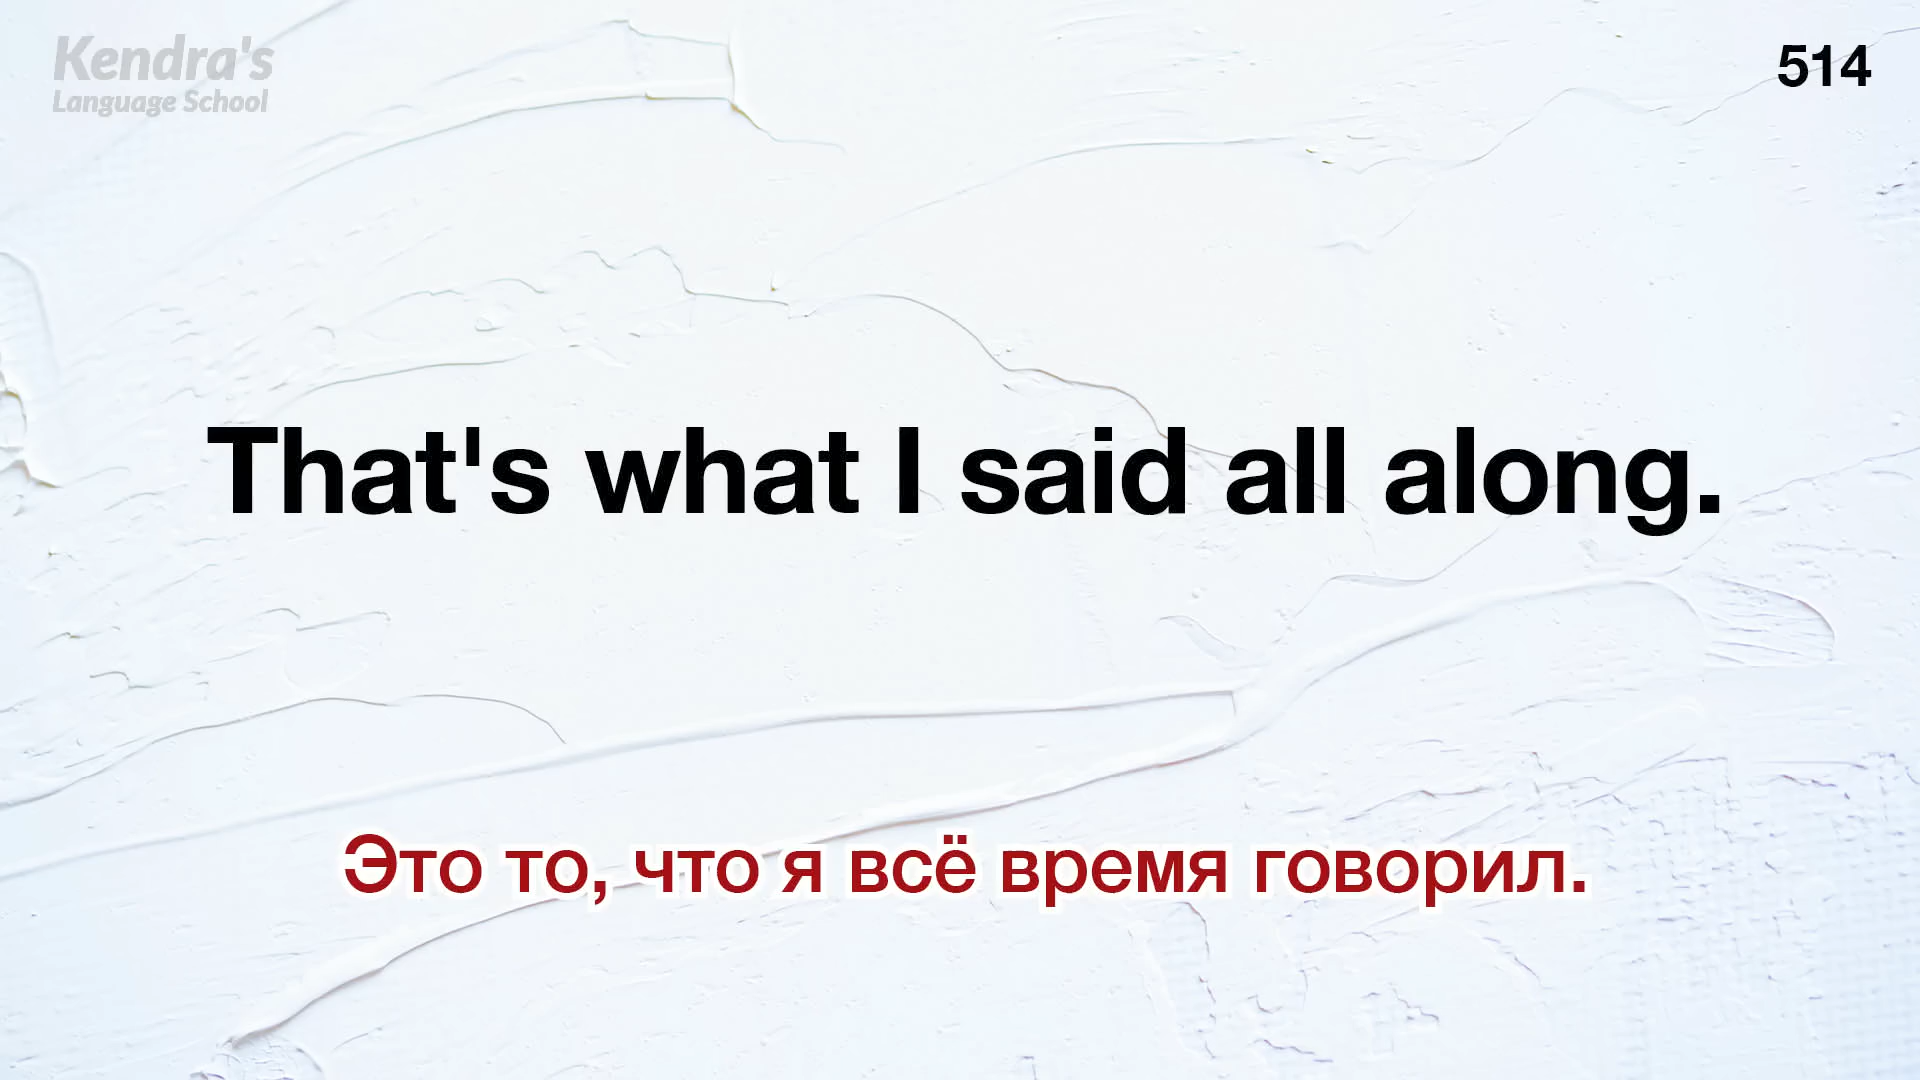 Kendra's
Language School
514
That's what I said all along.
Это то, что я всё время говорил.